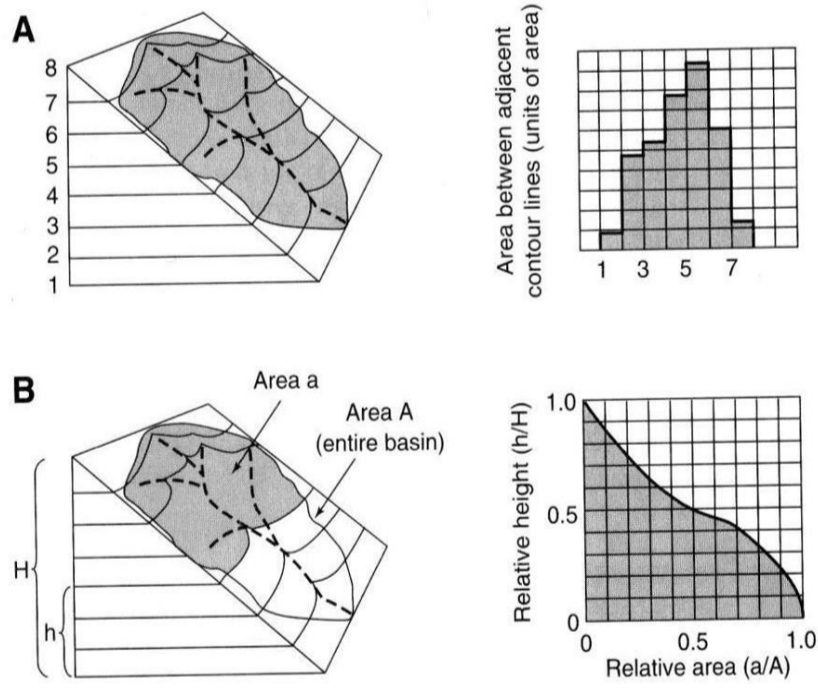 A
8
7
6
5
4
3
2
1
Area between adjacent
contour lines (units of area)
1 3 5 7
B
Area a
Area A
(entire basin)
H
h
Relative height (h/H)
1.0
0.5
0
0 0.5 1.0
Relative area (a/A)